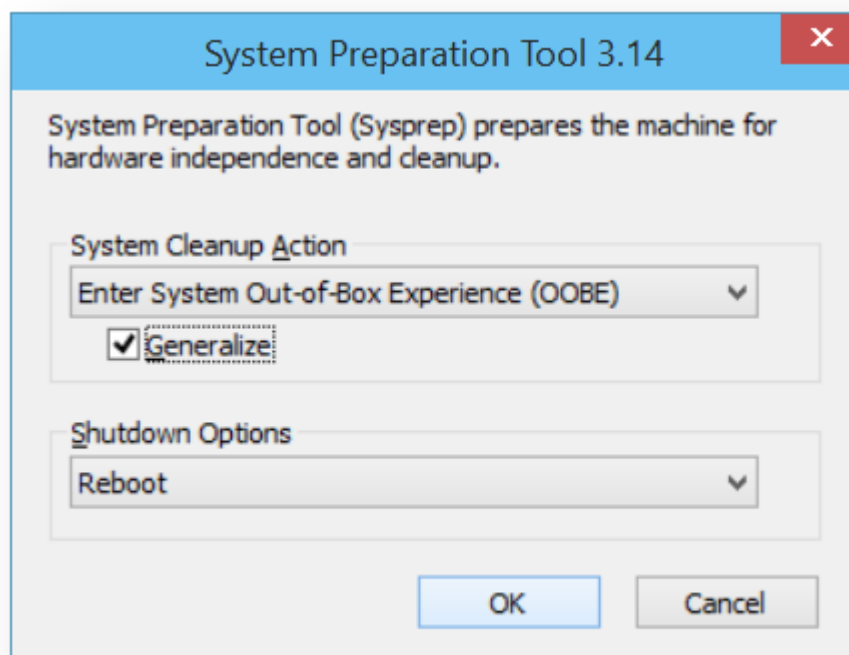 System Preparation Tool 3.14
System Preparation Tool (Sysprep) prepares the machine for
hardware independence and cleanup.
System Cleanup Action
Enter System Out-of-Box Experience (OOBE)
Generalize
Shutdown Options
Reboot
OK
Cancel